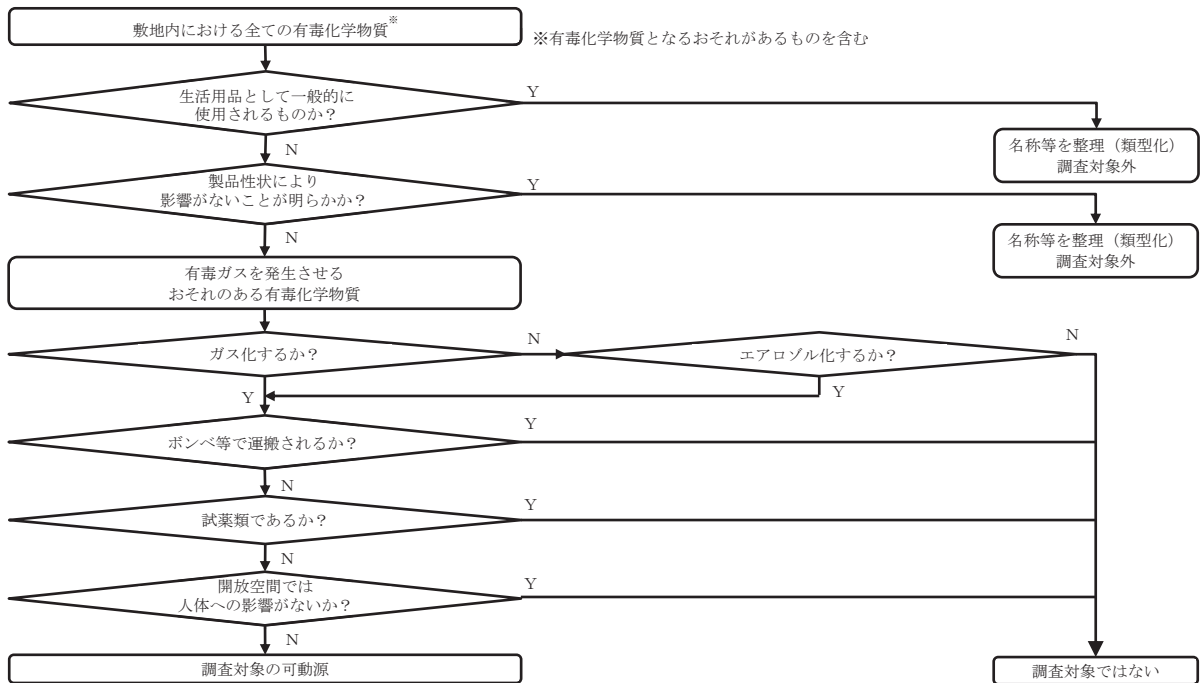 敷地内における全ての有毒化学物質※
※有毒化学物質となるおそれがあるものを含む
生活用品として一般的に
使用されるものか？
Y
N
名称等を整理（類型化）
調査対象外
製品性状により
影響がないことが明らかか？
Y
N
名称等を整理（類型化）
調査対象外
有毒ガスを発生させる
おそれのある有毒化学物質
ガス化するか？
N
エアロゾル化するか？
N
Y
Y
ボンベ等で運搬されるか？
Y
N
試薬類であるか？
Y
N
開放空間では
人体への影響がないか？
Y
N
調査対象の可動源
調査対象ではない